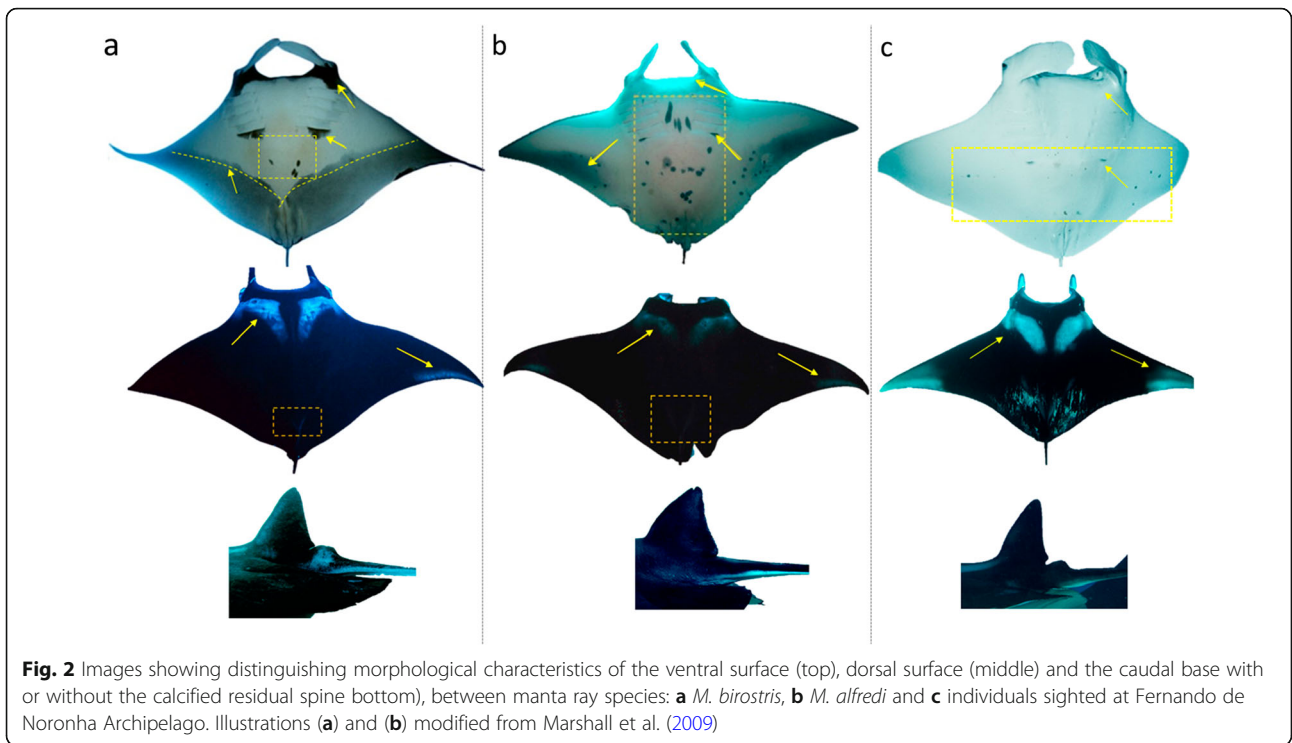 a
b
c
Fig. 2 Images showing distinguishing morphological characteristics of the ventral surface (top), dorsal surface (middle) and the caudal base with
or without the calcified residual spine bottom), between manta ray species: a M. birostris, b M. alfredi and c individuals sighted at Fernando de
Noronha Archipelago. Illustrations (a) and (b) modified from Marshall et al. (2009)